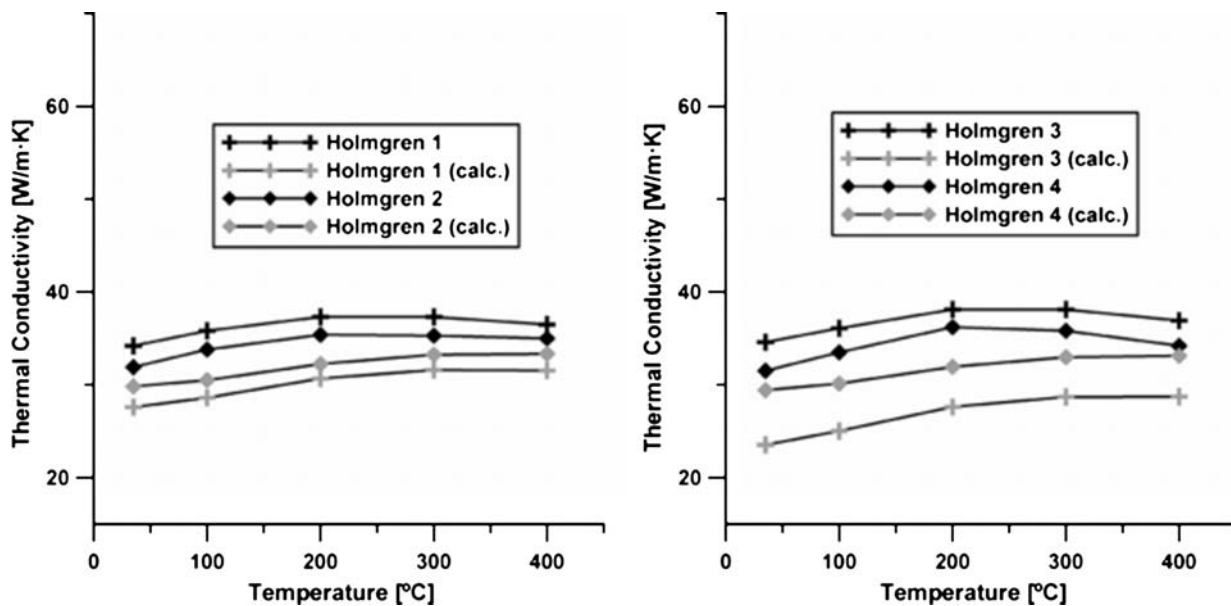 Thermal Conductivity [W/m·K]
60
40
20
Holmgren 1
Holmgren 1 (calc.)
Holmgren 2
Holmgren 2 (calc.)
0 100 200 300 400
Temperature [ºC]
Thermal Conductivity [W/m·K]
60
40
20
Holmgren 3
Holmgren 3 (calc.)
Holmgren 4
Holmgren 4 (calc.)
0 100 200 300 400
Temperature [ºC]